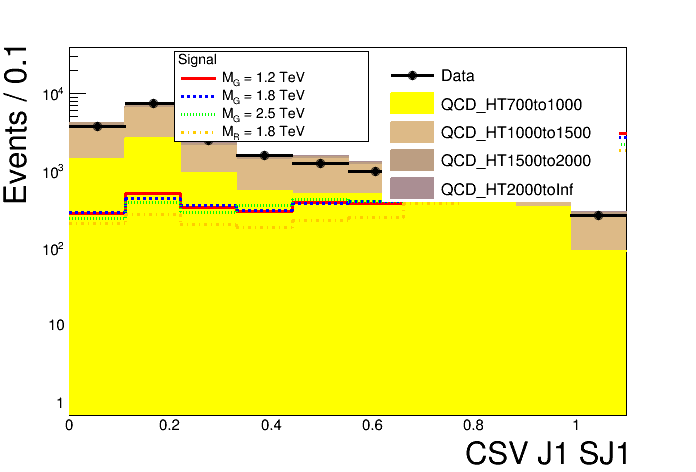 Events / 0.1
10^4
10^3
10^2
10
1
0
0.2
0.4
0.6
0.8
1
CSV J1 SJ1
Signal
M_G = 1.2 TeV
M_G = 1.8 TeV
M_G = 2.5 TeV
M_R = 1.8 TeV
Data
QCD_HT700to1000
QCD_HT1000to1500
QCD_HT1500to2000
QCD_HT2000toInf